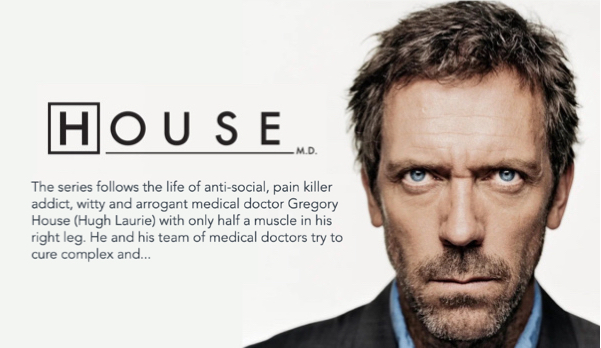 HOUSE
M.D.
The series follows the life of anti-social, pain killer
addict, witty and arrogant medical doctor Gregory
House (Hugh Laurie) with only half a muscle in his
right leg. He and his team of medical doctors try to
cure complex and...